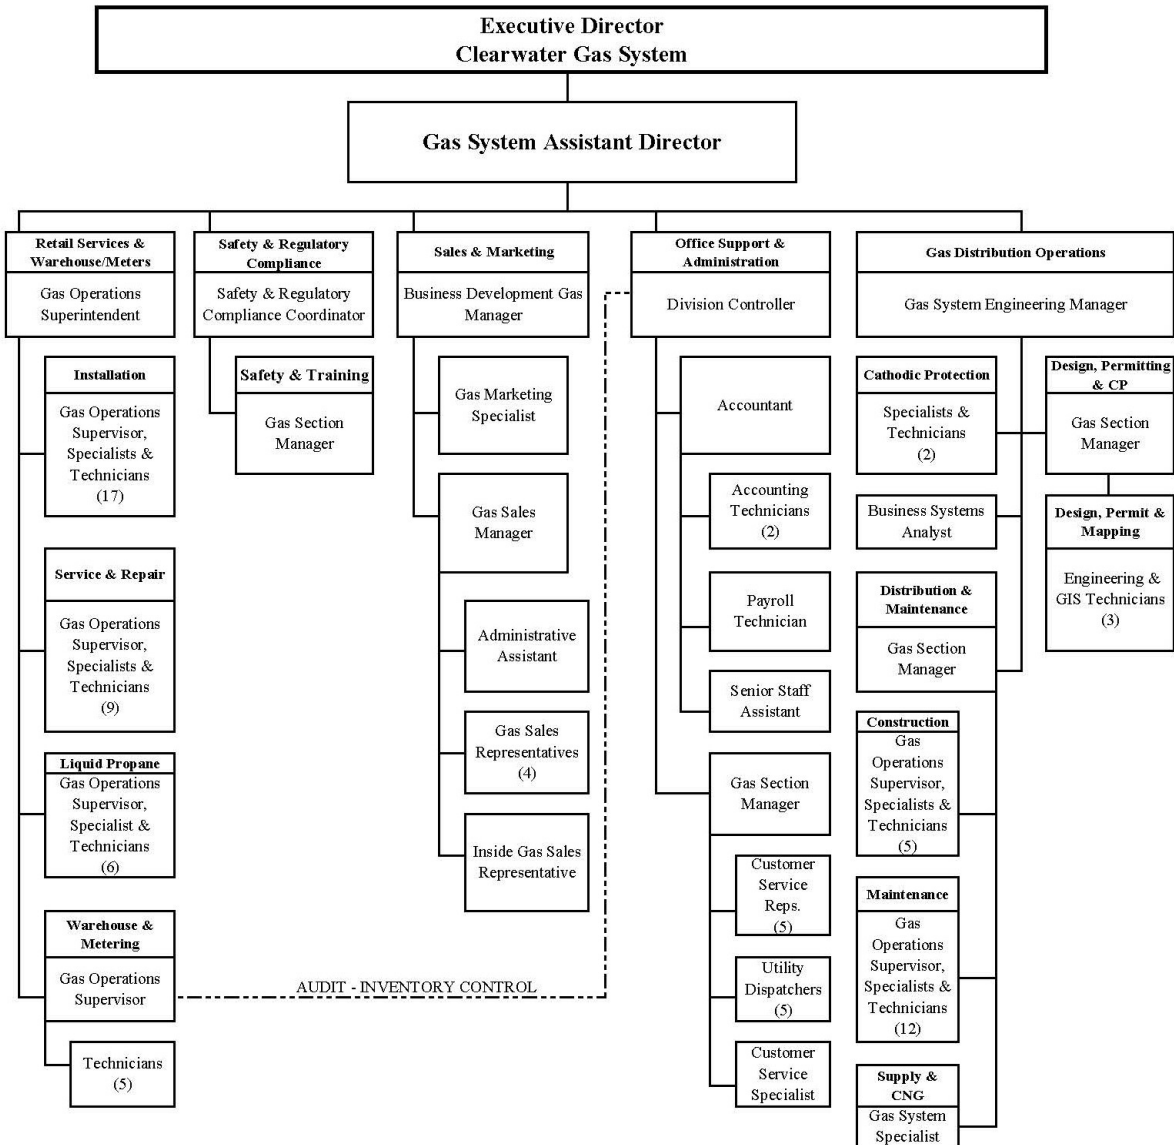 Executive Director
Clearwater Gas System
Gas System Assistant Director
Retail Services &
Warehouse/Meters
Gas Operations
Superintendent
Installation
Gas Operations
Supervisor,
Specialists &
Technicians
(17)
Service & Repair
Gas Operations
Supervisor,
Specialists &
Technicians
(9)
Liquid Propane
Gas Operations
Supervisor,
Specialist &
Technicians
(6)
Warehouse &
Metering
Gas Operations
Supervisor
Technicians
(5)
AUDIT - INVENTORY CONTROL
Safety & Regulatory
Compliance
Safety & Regulatory
Compliance Coordinator
Safety & Training
Gas Section
Manager
Sales & Marketing
Business Development Gas
Manager
Gas Marketing
Specialist
Gas Sales
Manager
Administrative
Assistant
Gas Sales
Representatives
(4)
Inside Gas Sales
Representative
Office Support &
Administration
Division Controller
Accountant
Accounting
Technicians
(2)
Payroll
Technician
Senior Staff
Assistant
Gas Section
Manager
Customer
Service
Reps.
(5)
Utility
Dispatchers
(5)
Customer
Service
Specialist
Gas Distribution Operations
Gas System Engineering Manager
Cathodic Protection
Specialists &
Technicians
(2)
Business Systems
Analyst
Distribution &
Maintenance
Gas Section
Manager
Construction
Gas
Operations
Supervisor,
Specialists &
Technicians
(5)
Maintenance
Gas
Operations
Supervisor,
Specialists &
Technicians
(12)
Supply &
CNG
Gas System
Specialist
Design, Permitting
& CP
Gas Section
Manager
Design, Permit &
Mapping
Engineering &
GIS Technicians
(3)